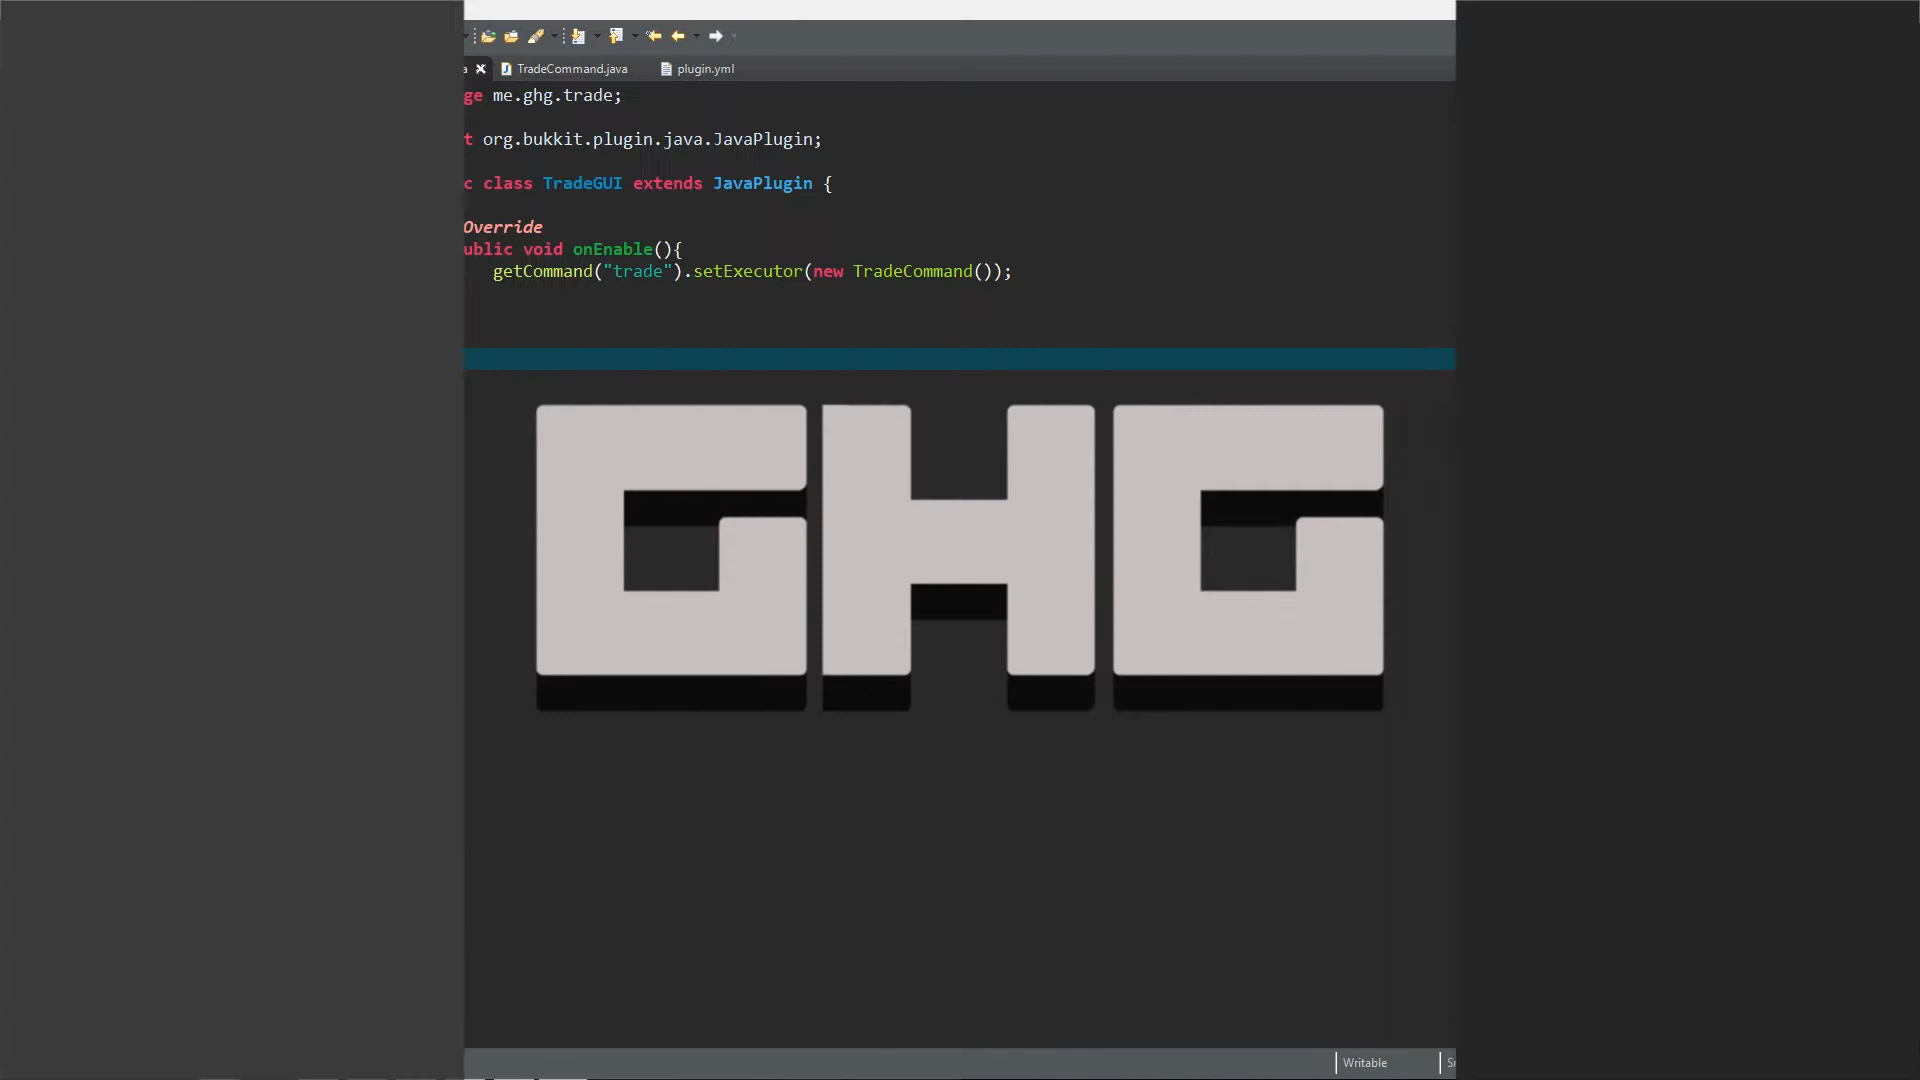 a TradeCommand.java plugin.yml
ge me.ghg.trade;
t org.bukkit.plugin.java.JavaPlugin;
c class TradeGUI extends JavaPlugin {
Override
ublic void onEnable(){
getCommand("trade").setExecutor(new TradeCommand());
GHG
Writable